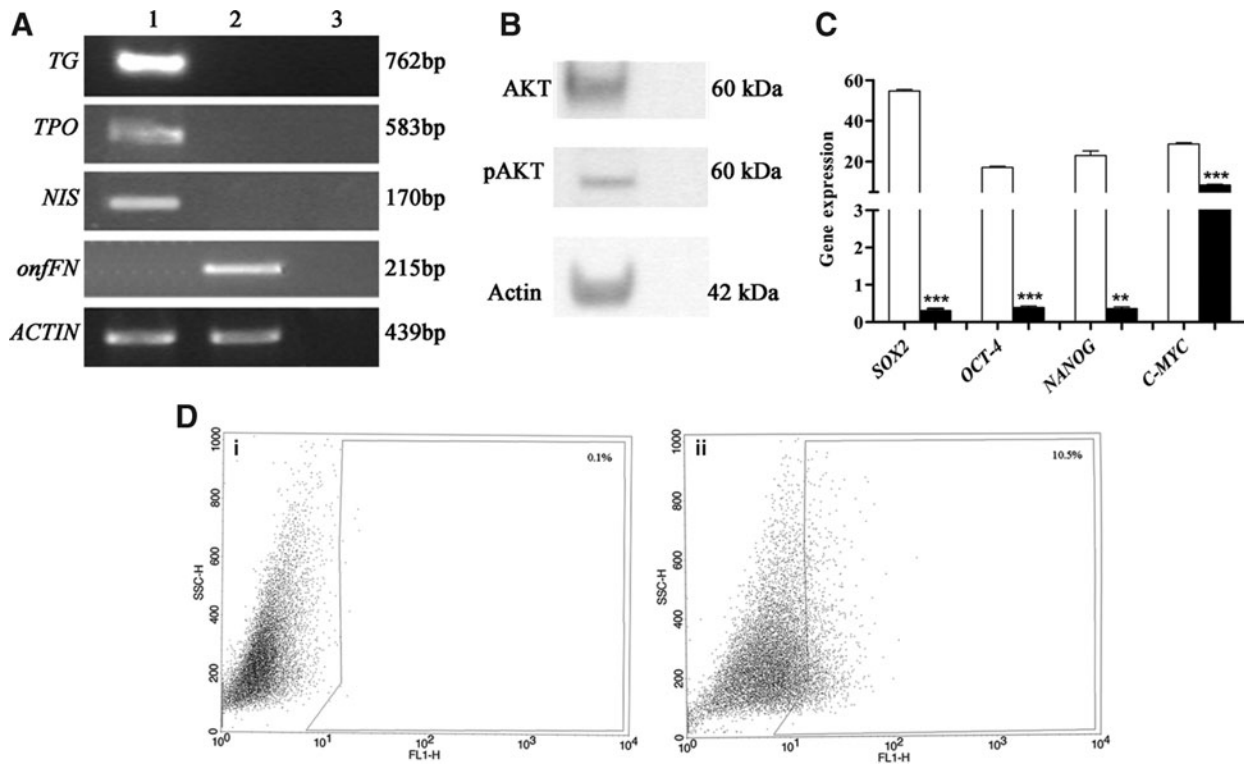 A
1 2 3
TG 762bp
TPO 583bp
NIS 170bp
onfFN 215bp
ACTIN 439bp
B
AKT 60 kDa
pAKT 60 kDa
Actin 42 kDa
C
Gene expression
60
40
20
3
2
1
0
*** *** ** ***
SOX2 OCT-4 NANOG C-MYC
D
i
0.1%
SSC-H
1000
800
600
400
200
0
10^0 10^1 10^2 10^3 10^4
FL1-H
ii
10.5%
SSC-H
1000
800
600
400
200
0
10^0 10^1 10^2 10^3 10^4
FL1-H